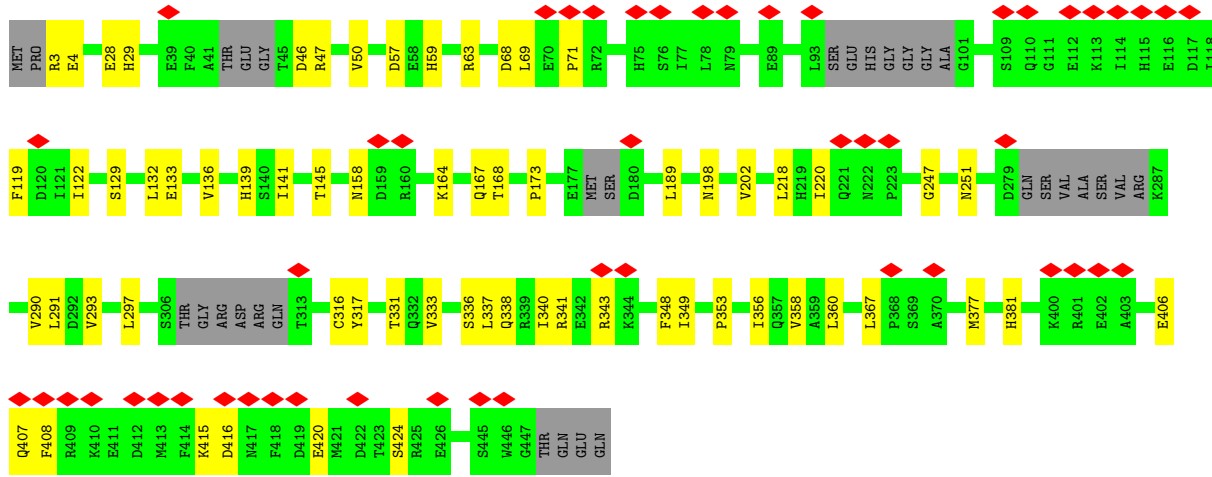 MET PRO R3 E4 E28 H29 E39 F40 A41 THR GLU GLY T45 D46 R47 V50 D57 E58 H59 R63 D68 L69 E70 P71 R72 H75 S76 I77 L78 N79 E89 L93 SER GLU HIS GLY GLY GLY ALA G101 S109 Q110 G111 E112 K113 I114 H115 E116 D117 I118
F119 D120 I121 I122 S129 L132 E133 V136 H139 S140 I141 T145 N158 D159 R160 K164 Q167 T168 P173 E177 MET SER D180 L189 N198 V202 L218 H219 I220 Q221 N222 P223 G247 N251 D279 GLN SER VAL ALA SER VAL ARG K287
V290 L291 D292 V293 L297 S306 THR GLY ARG ASP ARG GLN T313 C316 Y317 T331 Q332 V333 S336 L337 Q338 R339 I340 R341 E342 R343 K344 F348 I349 P353 I356 Q357 V358 A359 L360 L367 P368 S369 A370 M377 H381 K400 R401 E402 A403 E406
Q407 F408 R409 K410 E411 D412 M413 F414 K415 D416 N417 F418 D419 E420 M421 D422 T423 S424 R425 E426 S445 W446 G447 THR GLN GLU GLN